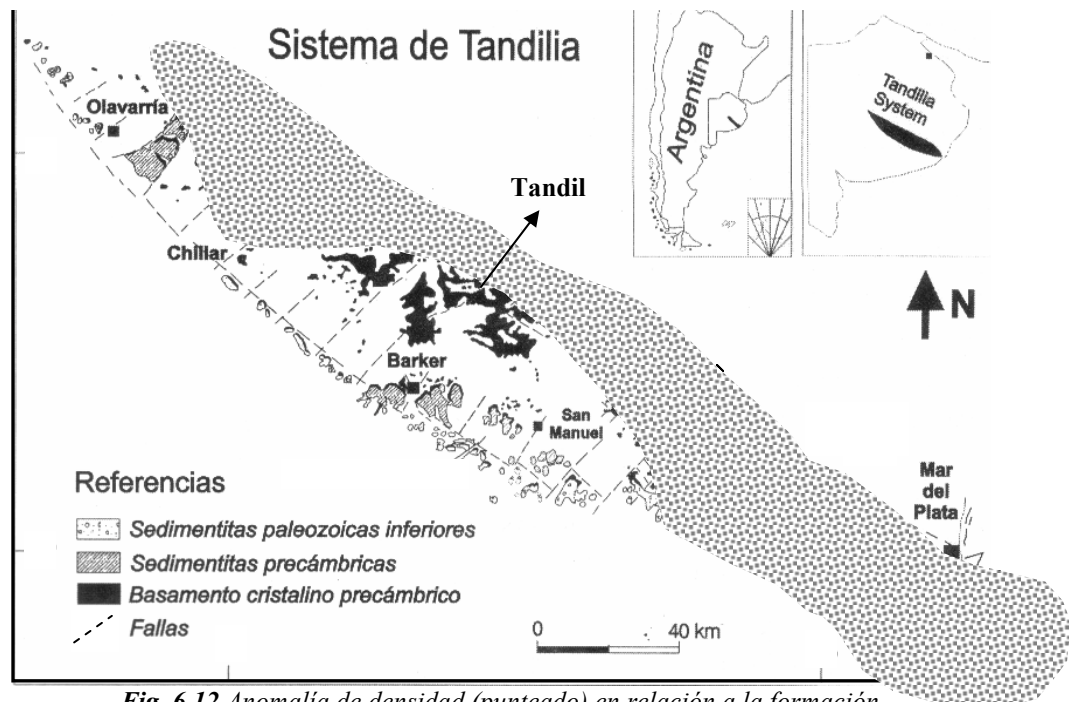 Sistema de Tandilia
Argentina
Tandilia
System
Olavarría
Tandil
Chillar
N
Barker
San
Manuel
Mar
del
Plata
Referencias
Sedimentitas paleozoicas inferiores
Sedimentitas precámbricas
Basamento cristalino precámbrico
Fallas
0 40 km
Fig. 6.12 Anomalía de densidad (punteado) en relación a la formación